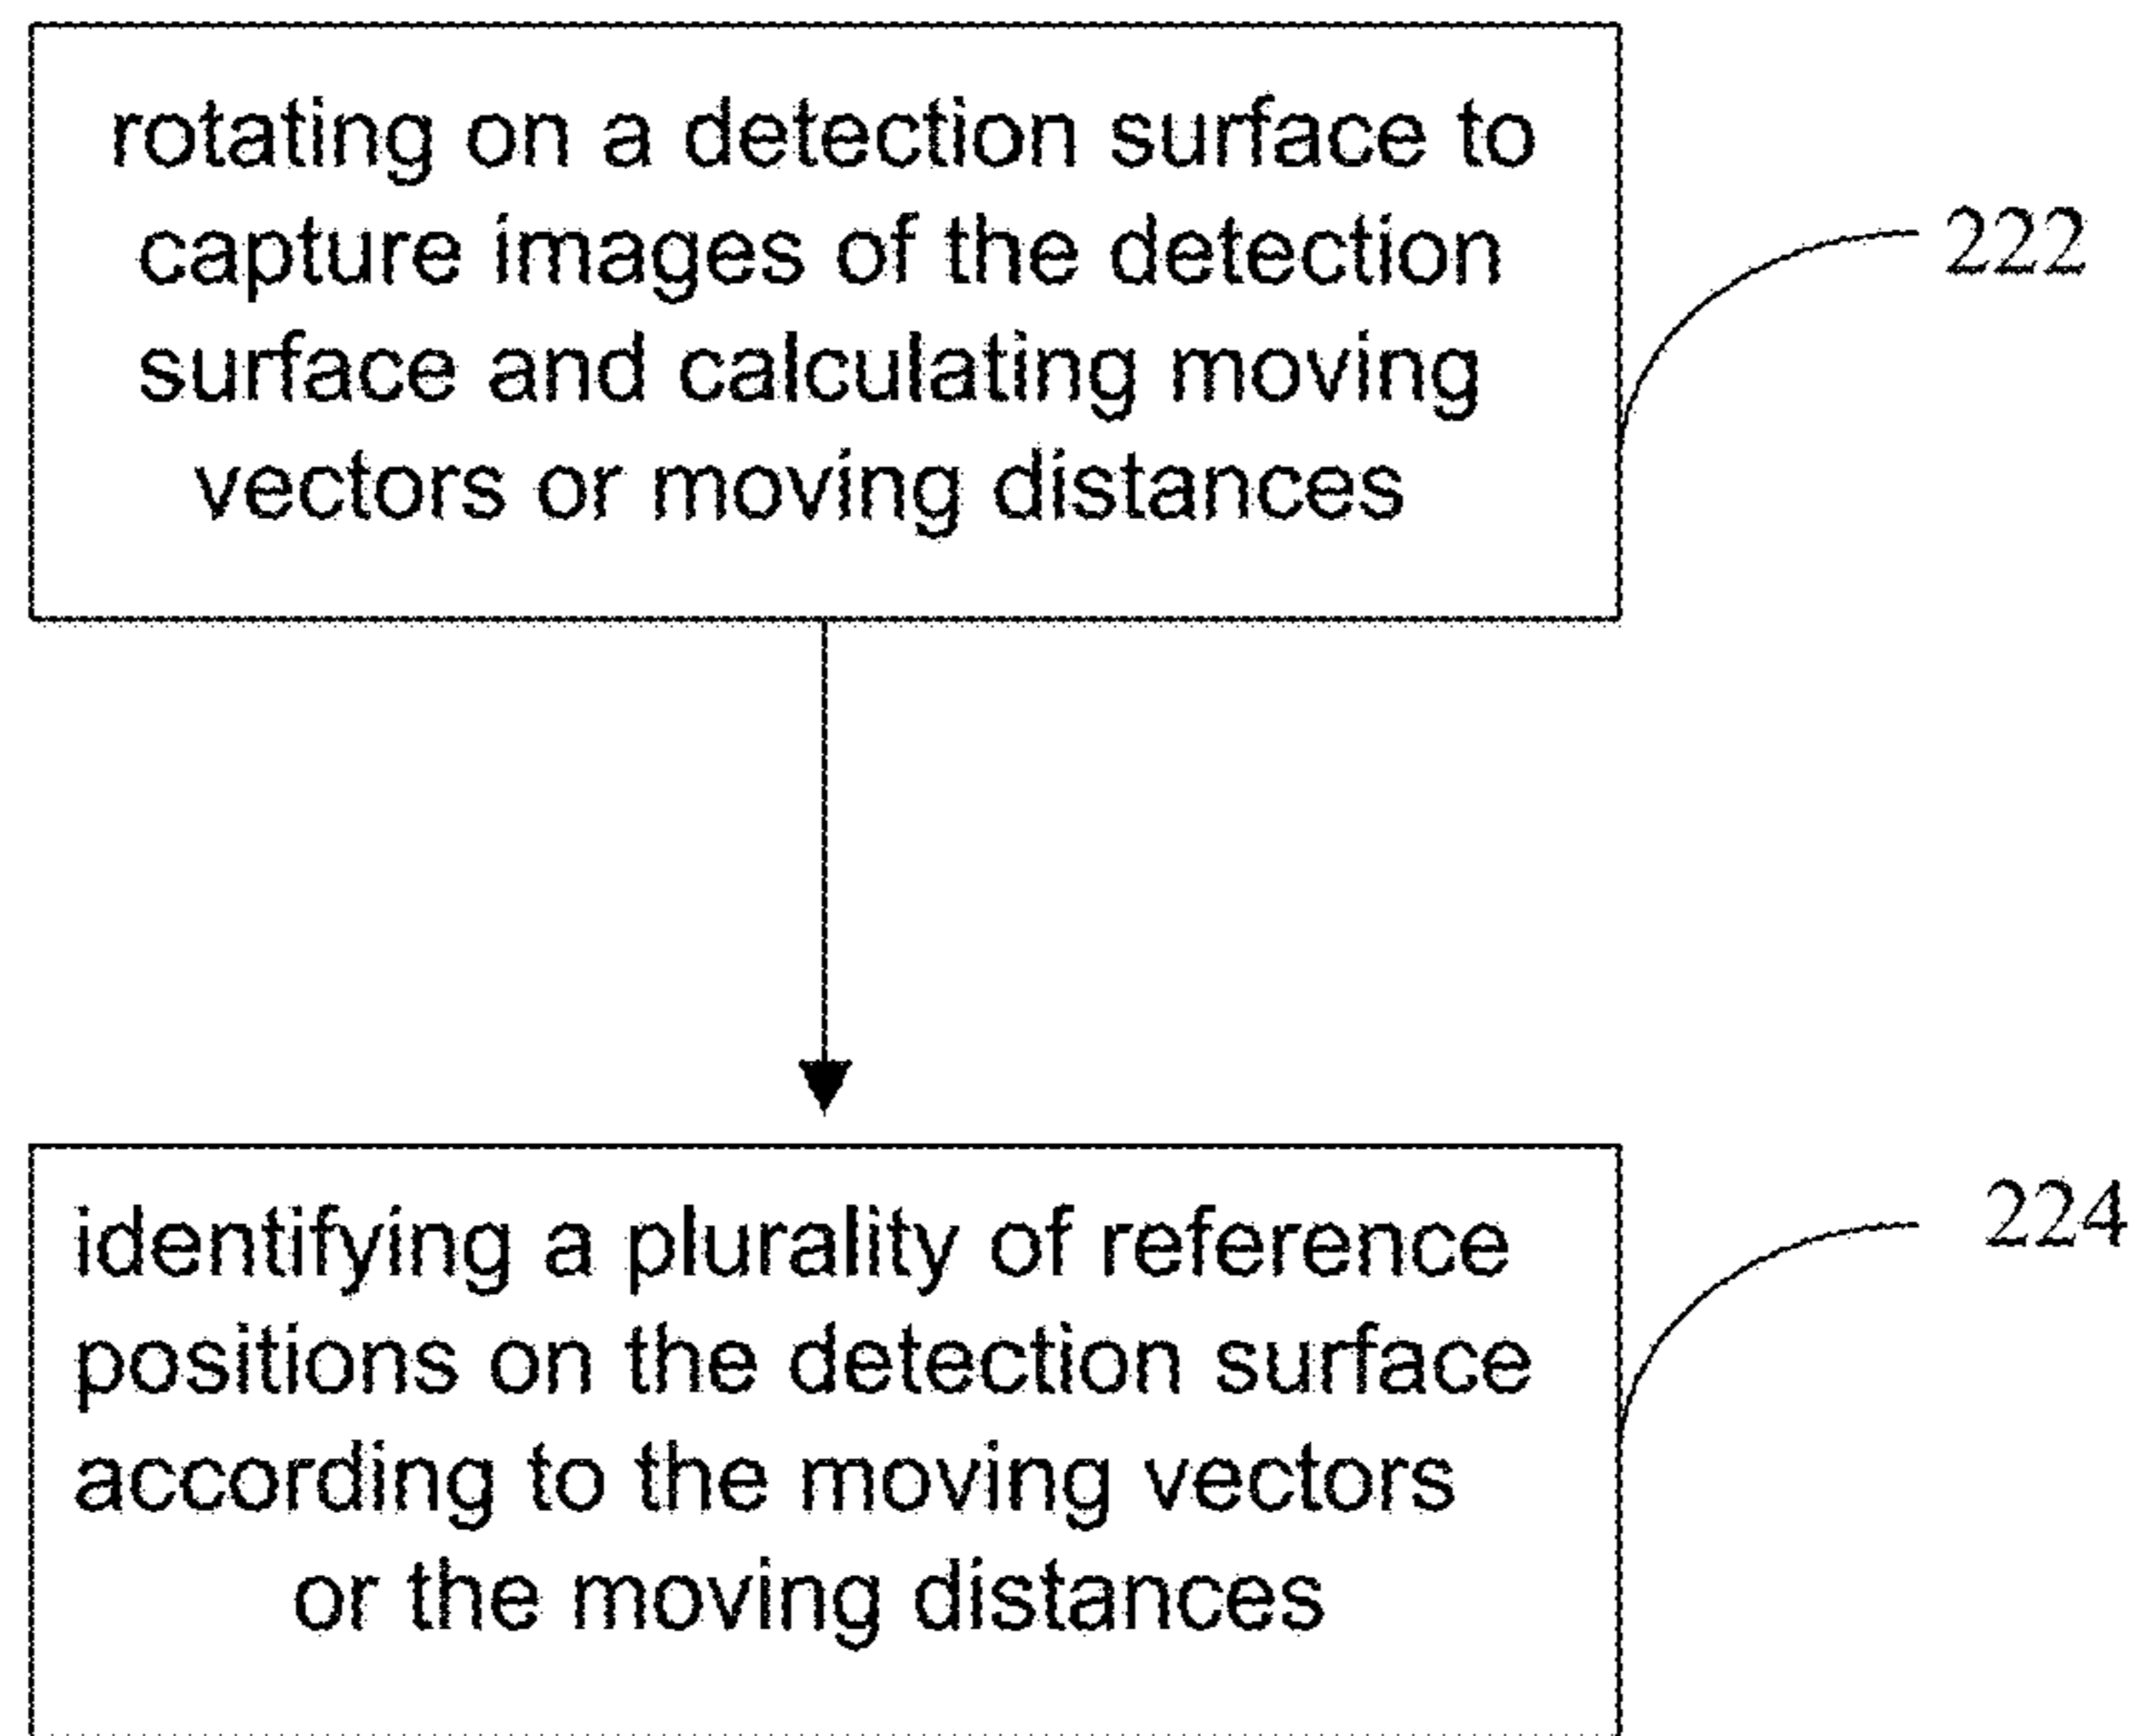 rotating on a detection surface to
capture images of the detection
surface and calculating moving
vectors or moving distances
222
identifying a plurality of reference
positions on the detection surface
according to the moving vectors
or the moving distances
224